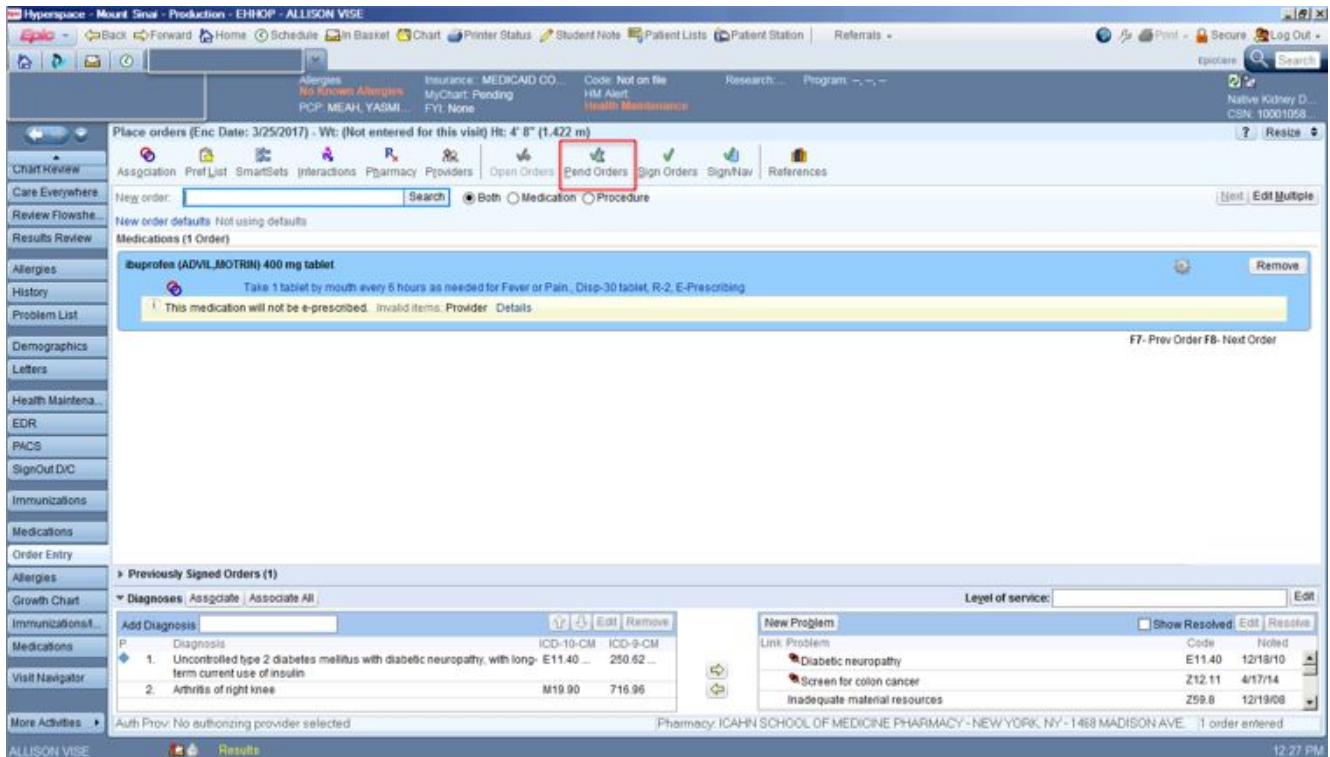 Hyperspace - Mount Sinai - Production - EHHOP - ALLISON VISE
Epic Back Forward Home Schedule In Basket Chart Printer Status Student Note Patient Lists Patient Station Referrals Print Secure Log Out
Epiccare Search
Allergies Insurance: MEDICAID CO... Code: Not on file Research:... Program: –, –, –
No Known Allergies MyChart: Pending HM Alert:
PCP: MEAH, YASMI... FYI: None Health Maintenance
Native Kidney D...
CSN: 10001058...
Place orders (Enc Date: 3/25/2017) - Wt: (Not entered for this visit) Ht: 4' 8" (1.422 m) ? Resize
Association Pref List SmartSets Interactions Pharmacy Providers Open Orders Pend Orders Sign Orders Sign/Nav References
New order: Search Both Medication Procedure Next Edit Multiple
New order defaults Not using defaults
Medications (1 Order)
ibuprofen (ADVIL,MOTRIN) 400 mg tablet Remove
Take 1 tablet by mouth every 6 hours as needed for Fever or Pain., Disp-30 tablet, R-2, E-Prescribing
This medication will not be e-prescribed. Invalid items: Provider Details
F7- Prev Order F8- Next Order
Chart Review
Care Everywhere
Review Flowshe...
Results Review
Allergies
History
Problem List
Demographics
Letters
Health Maintena...
EDR
PACS
SignOut D/C
Immunizations
Medications
Order Entry
Allergies
Growth Chart
Immunizations/I...
Medications
Visit Navigator
More Activities
Previously Signed Orders (1)
Diagnoses Associate Associate All Level of service: Edit
Add Diagnosis Edit Remove
P Diagnosis ICD-10-CM ICD-9-CM
1. Uncontrolled type 2 diabetes mellitus with diabetic neuropathy, with long- E11.40 ... 250.62 ...
term current use of insulin
2. Arthritis of right knee M19.90 716.96
New Problem Show Resolved Edit Resolve
Link Problem Code Noted
Diabetic neuropathy E11.40 12/18/10
Screen for colon cancer Z12.11 4/17/14
Inadequate material resources Z59.8 12/19/08
Auth Prov: No authorizing provider selected Pharmacy: ICAHN SCHOOL OF MEDICINE PHARMACY - NEW YORK, NY - 1468 MADISON AVE. 1 order entered
ALLISON VISE Results 12:27 PM